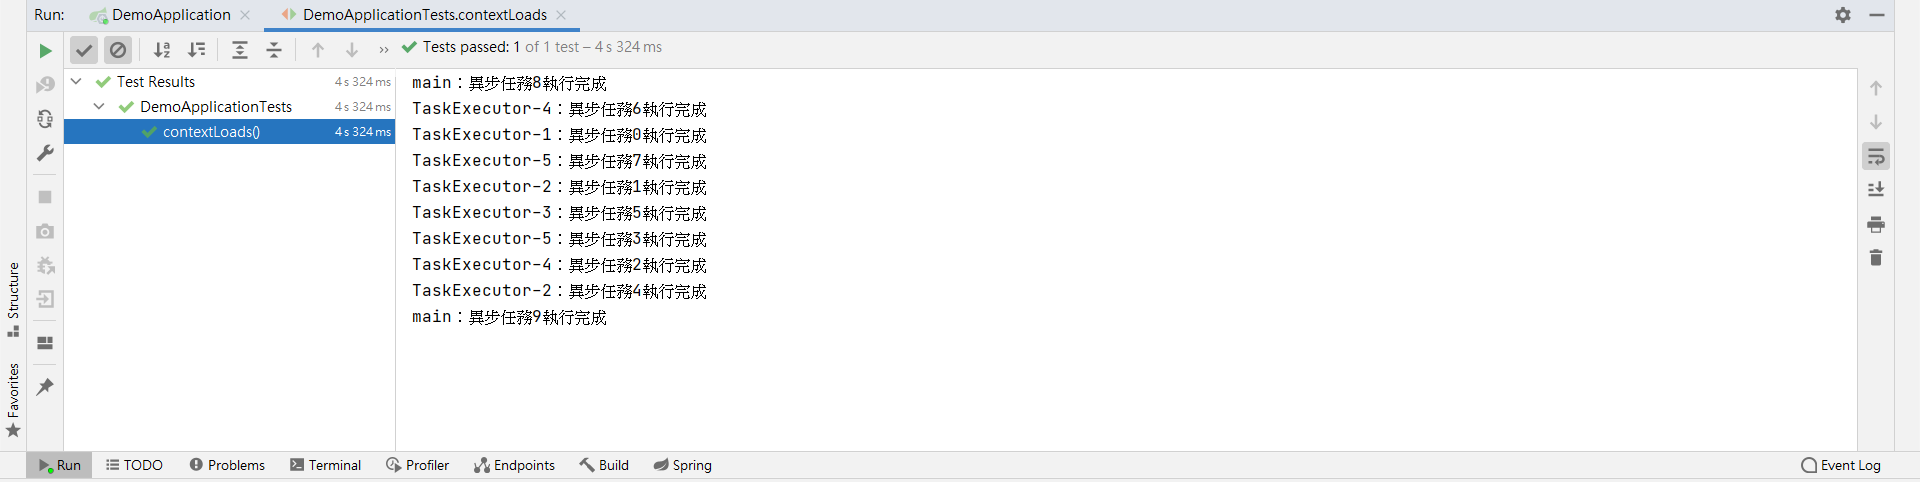 Run: DemoApplication DemoApplicationTests.contextLoads
Tests passed: 1 of 1 test – 4 s 324 ms
Test Results 4 s 324 ms
DemoApplicationTests 4 s 324 ms
contextLoads() 4 s 324 ms
main：異步任務8執行完成
TaskExecutor-4：異步任務6執行完成
TaskExecutor-1：異步任務0執行完成
TaskExecutor-5：異步任務7執行完成
TaskExecutor-2：異步任務1執行完成
TaskExecutor-3：異步任務5執行完成
TaskExecutor-5：異步任務3執行完成
TaskExecutor-4：異步任務2執行完成
TaskExecutor-2：異步任務4執行完成
main：異步任務9執行完成
Structure
Favorites
Run TODO Problems Terminal Profiler Endpoints Build Spring Event Log